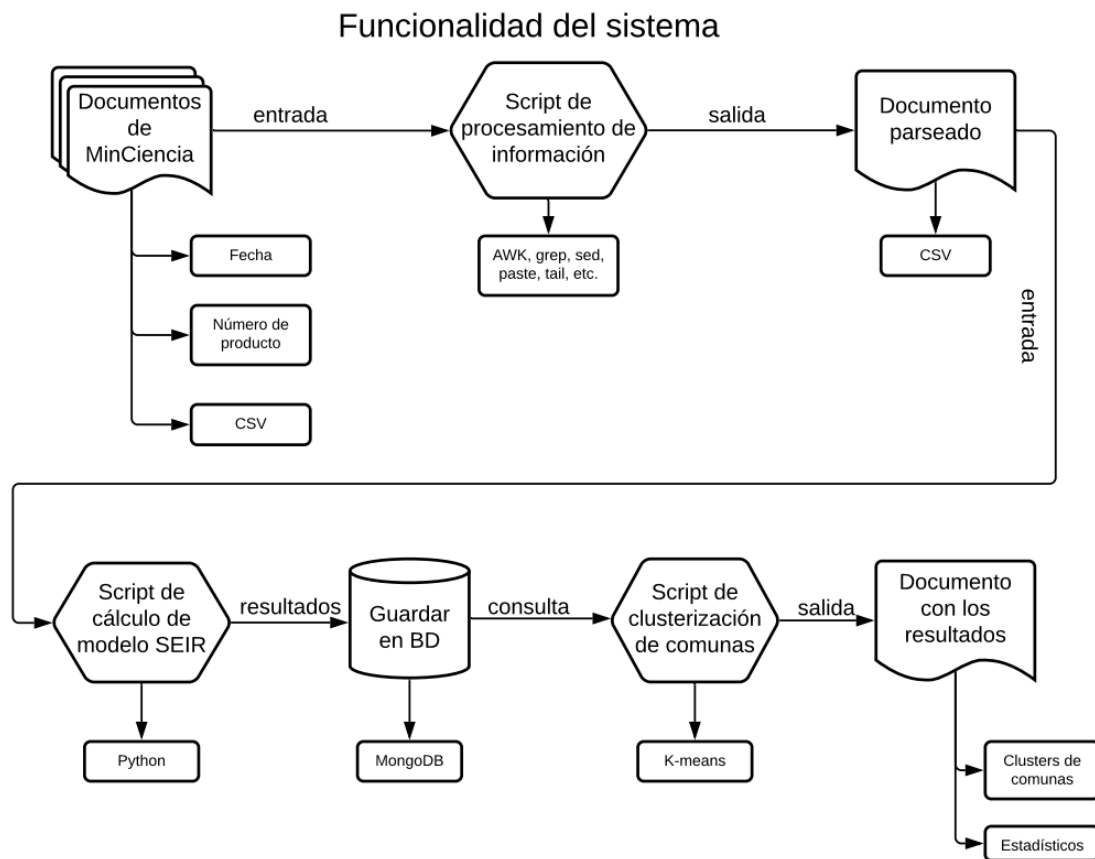 Funcionalidad del sistema
Documentos
de
MinCiencia
entrada
Script de
procesamiento de
información
salida
Documento
parseado
Fecha
Número de
producto
CSV
AWK, grep, sed,
paste, tail, etc.
CSV
entrada
Script de
cálculo de
modelo SEIR
resultados
Guardar
en BD
consulta
Script de
clusterización
de comunas
salida
Documento
con los
resultados
Python
MongoDB
K-means
Clusters de
comunas
Estadísticos